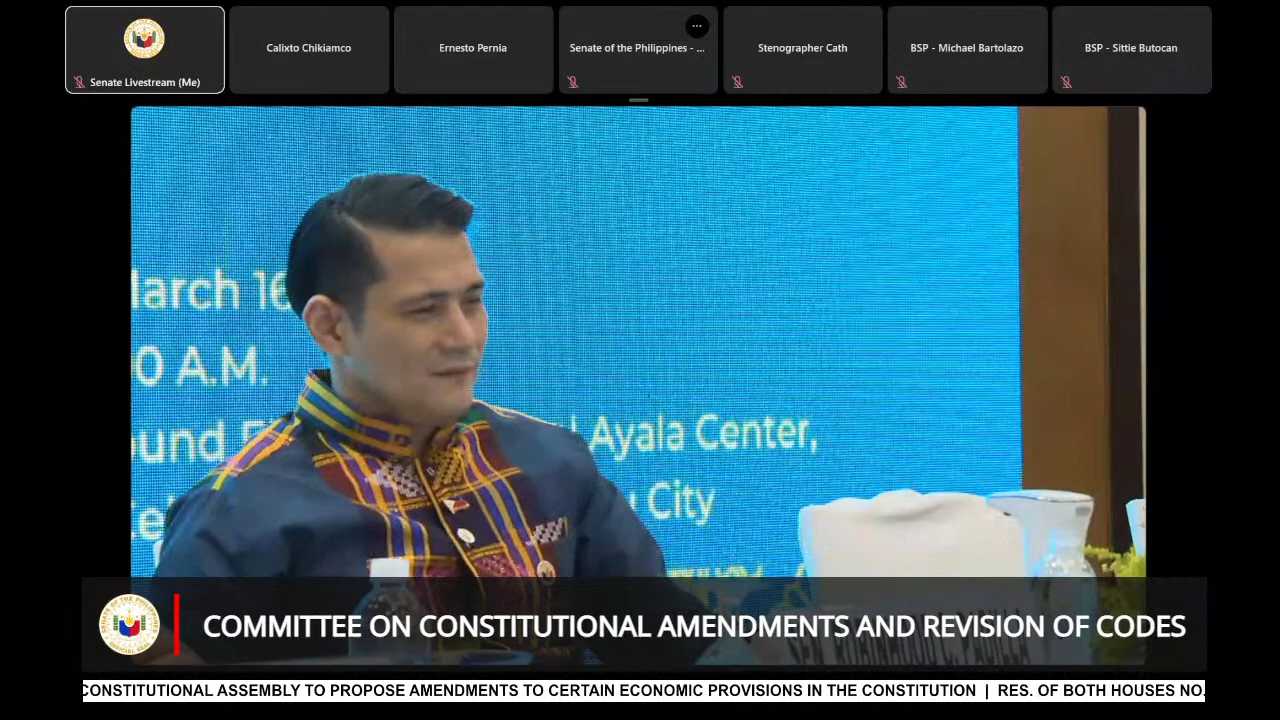 Calixto Chikiamco
Ernesto Pernia
Senate of the Philippines - ...
Stenographer Cath
BSP - Michael Bartolazo
BSP - Sittie Butocan
Senate Livestream (Me)
arch 16
0 A.M.
Ayala Center,
City
COMMITTEE ON CONSTITUTIONAL AMENDMENTS AND REVISION OF CODES
CONSTITUTIONAL ASSEMBLY TO PROPOSE AMENDMENTS TO CERTAIN ECONOMIC PROVISIONS IN THE CONSTITUTION | RES. OF BOTH HOUSES NO.